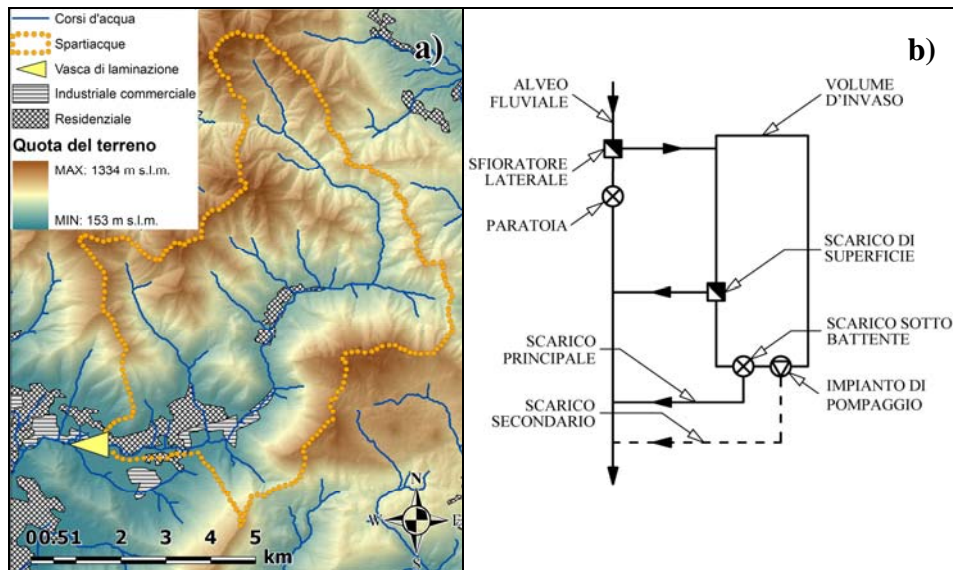 Corsi d'acqua
Spartiacque
Vasca di laminazione
Industriale commerciale
Residenziale
Quota del terreno
MAX: 1334 m s.l.m.
MIN: 153 m s.l.m.
a)
N
W
E
S
0 0.5 1 2 3 4 5
km
b)
ALVEO
FLUVIALE
VOLUME
D'INVASO
SFIORATORE
LATERALE
PARATOIA
SCARICO DI
SUPERFICIE
SCARICO
PRINCIPALE
SCARICO SOTTO
BATTENTE
SCARICO
SECONDARIO
IMPIANTO DI
POMPAGGIO